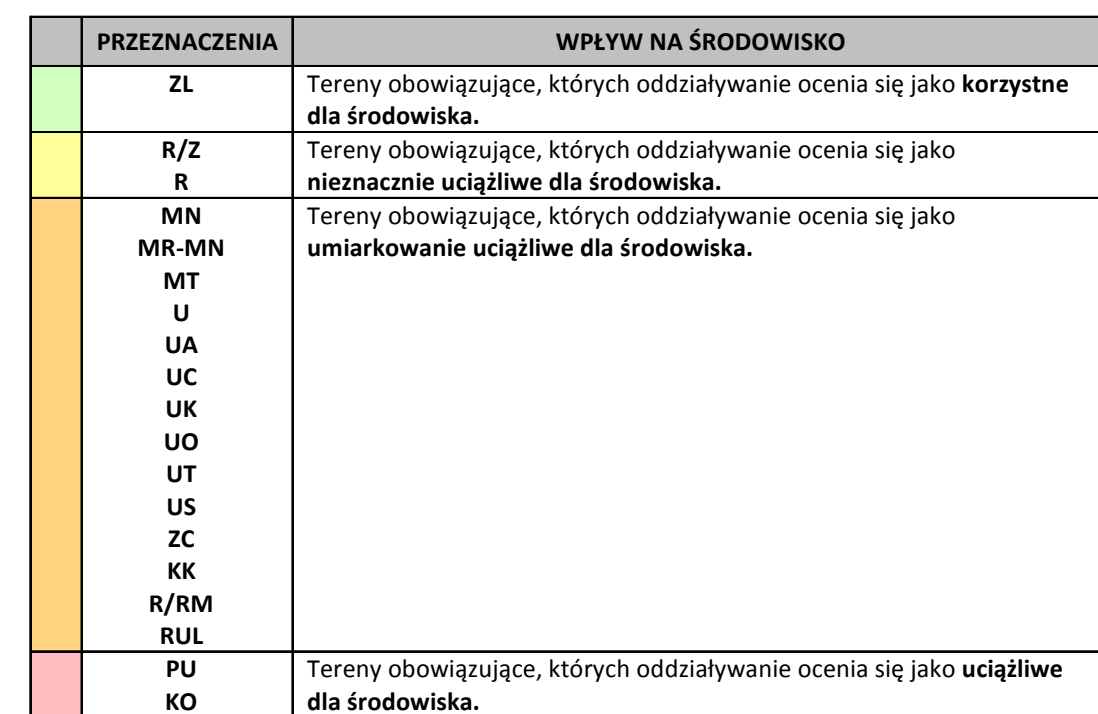 PRZEZNACZENIA WPŁYW NA ŚRODOWISKO
ZL Tereny obowiązujące, których oddziaływanie ocenia się jako korzystne
dla środowiska.
R/Z Tereny obowiązujące, których oddziaływanie ocenia się jako
R nieznacznie uciążliwe dla środowiska.
MN Tereny obowiązujące, których oddziaływanie ocenia się jako
MR-MN umiarkowanie uciążliwe dla środowiska.
MT
U
UA
UC
UK
UO
UT
US
ZC
KK
R/RM
RUL
PU Tereny obowiązujące, których oddziaływanie ocenia się jako uciążliwe
KO dla środowiska.